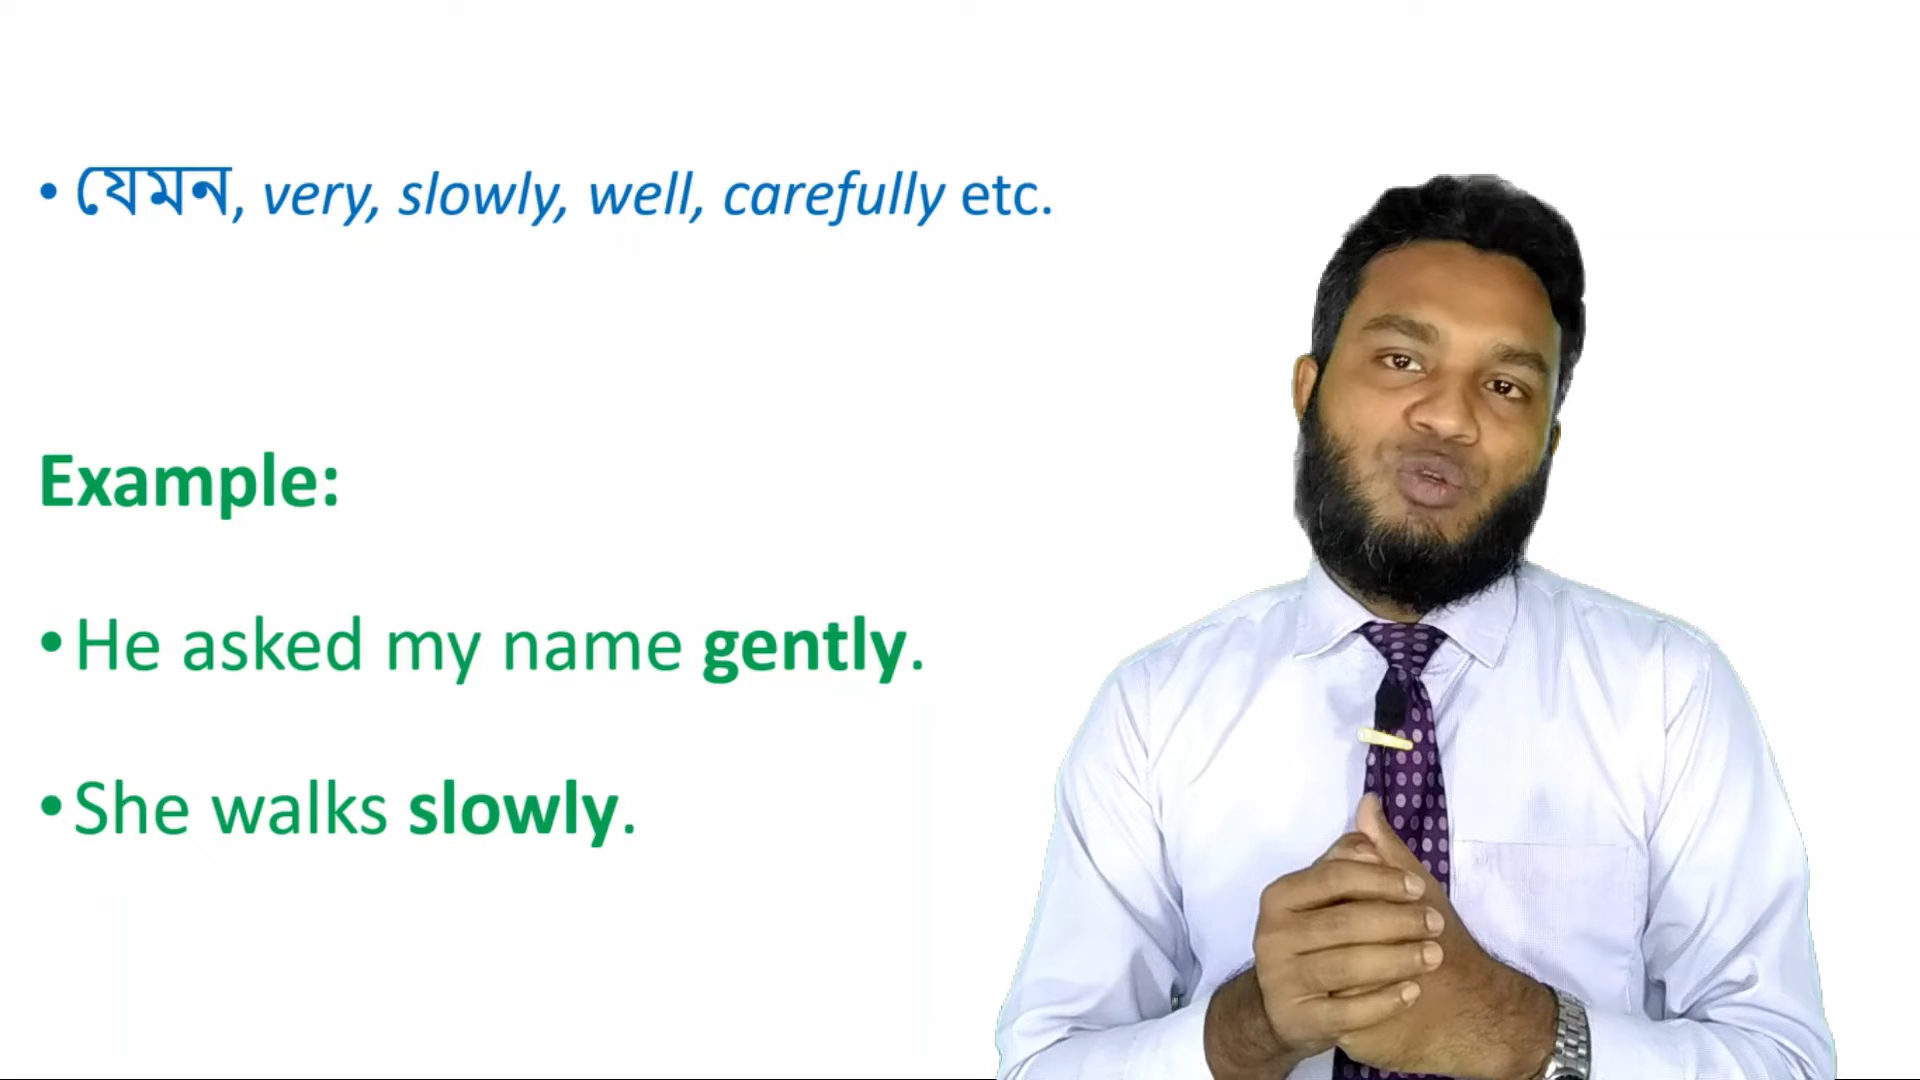 • যেমন, very, slowly, well, carefully etc.
Example:
• He asked my name gently.
• She walks slowly.